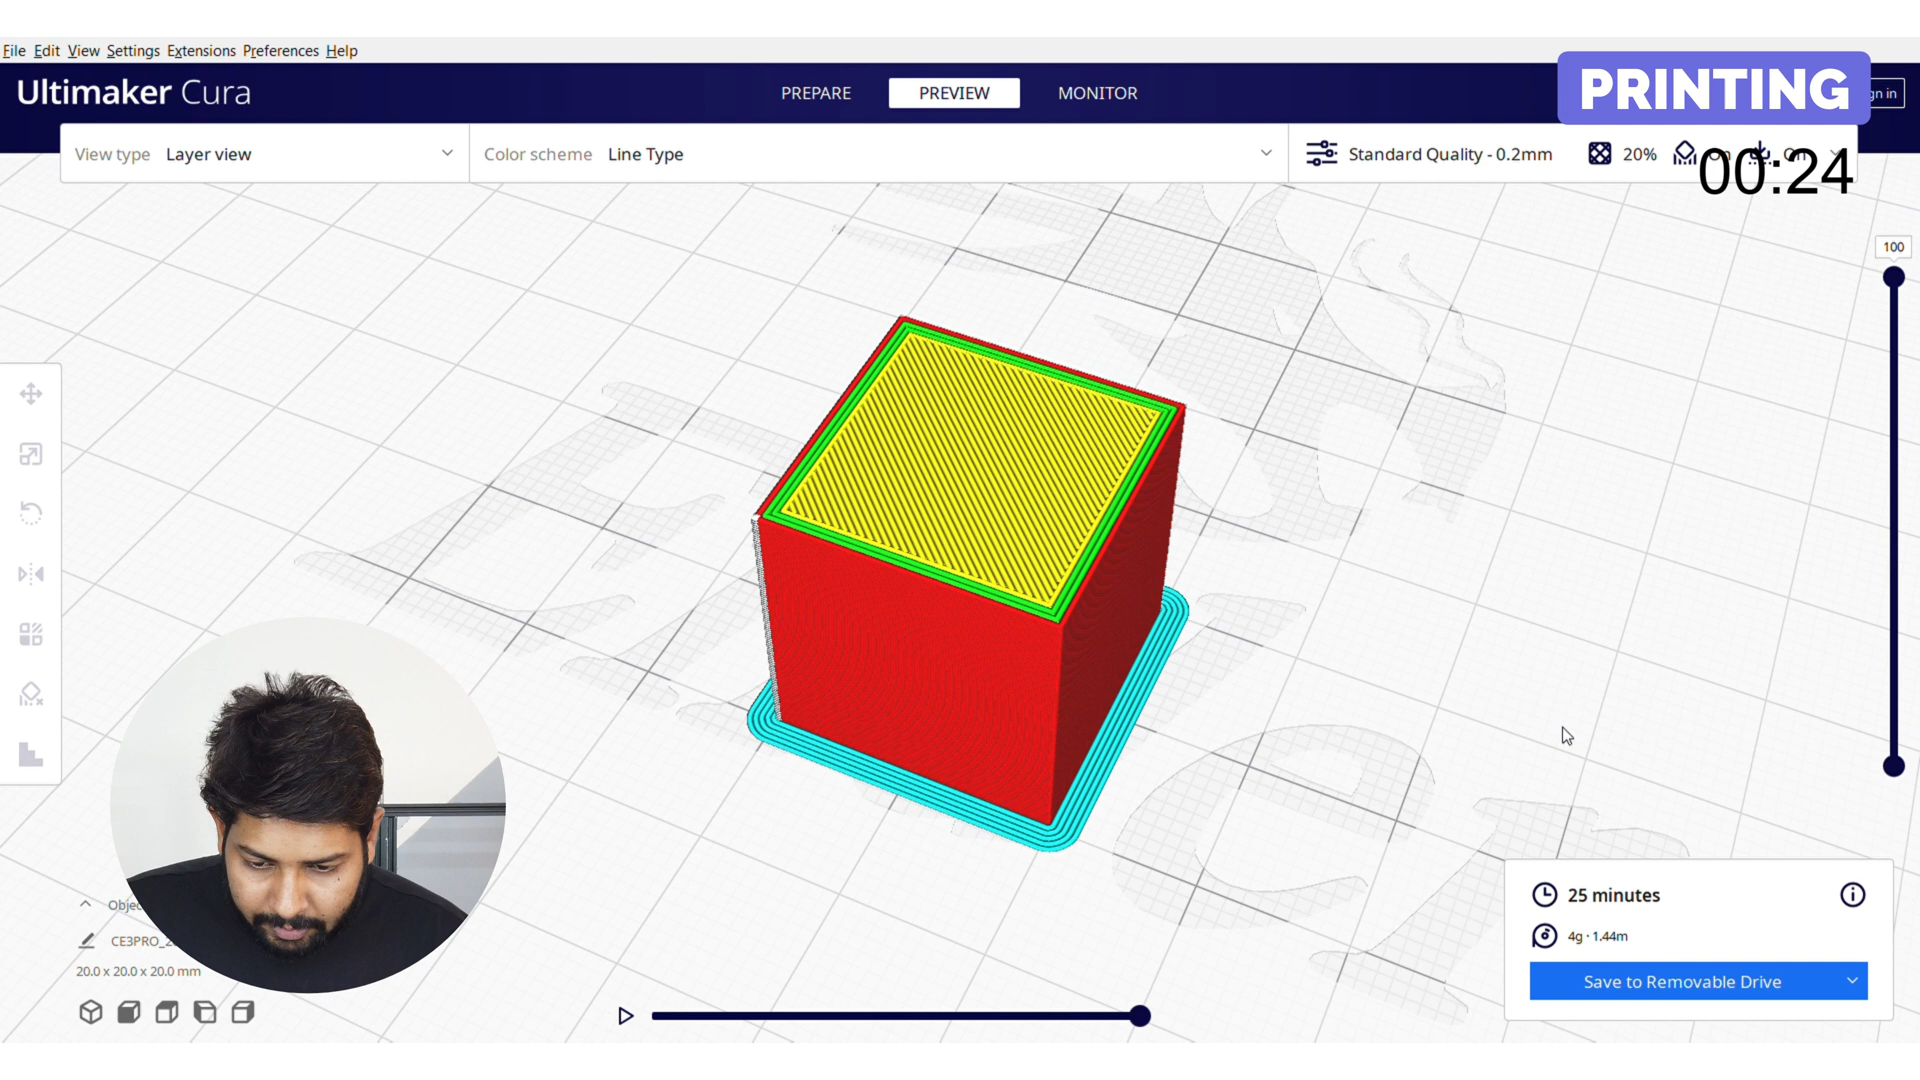 File Edit View Settings Extensions Preferences Help
Ultimaker Cura
PREPARE
PREVIEW
MONITOR
PRINTING
View type Layer view
Color scheme Line Type
Standard Quality - 0.2mm
20%
On
00:24
100
25 minutes
4g · 1.44m
Save to Removable Drive
20.0 x 20.0 x 20.0 mm